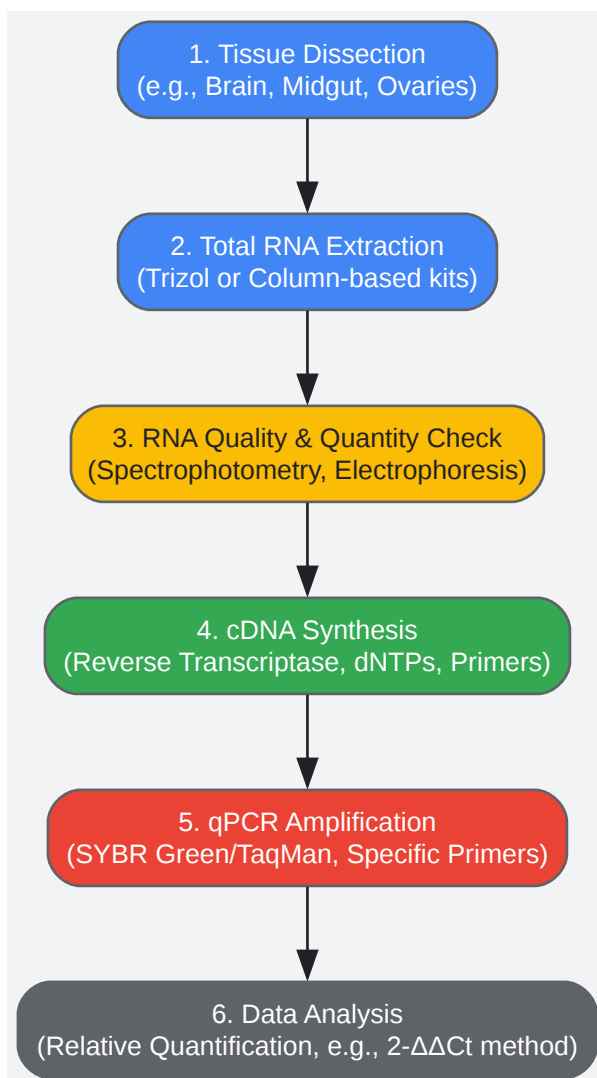 1. Tissue Dissection
(e.g., Brain, Midgut, Ovaries)
2. Total RNA Extraction
(Trizol or Column-based kits)
3. RNA Quality & Quantity Check
(Spectrophotometry, Electrophoresis)
4. cDNA Synthesis
(Reverse Transcriptase, dNTPs, Primers)
5. qPCR Amplification
(SYBR Green/TaqMan, Specific Primers)
6. Data Analysis
(Relative Quantification, e.g., 2-ΔΔCt method)